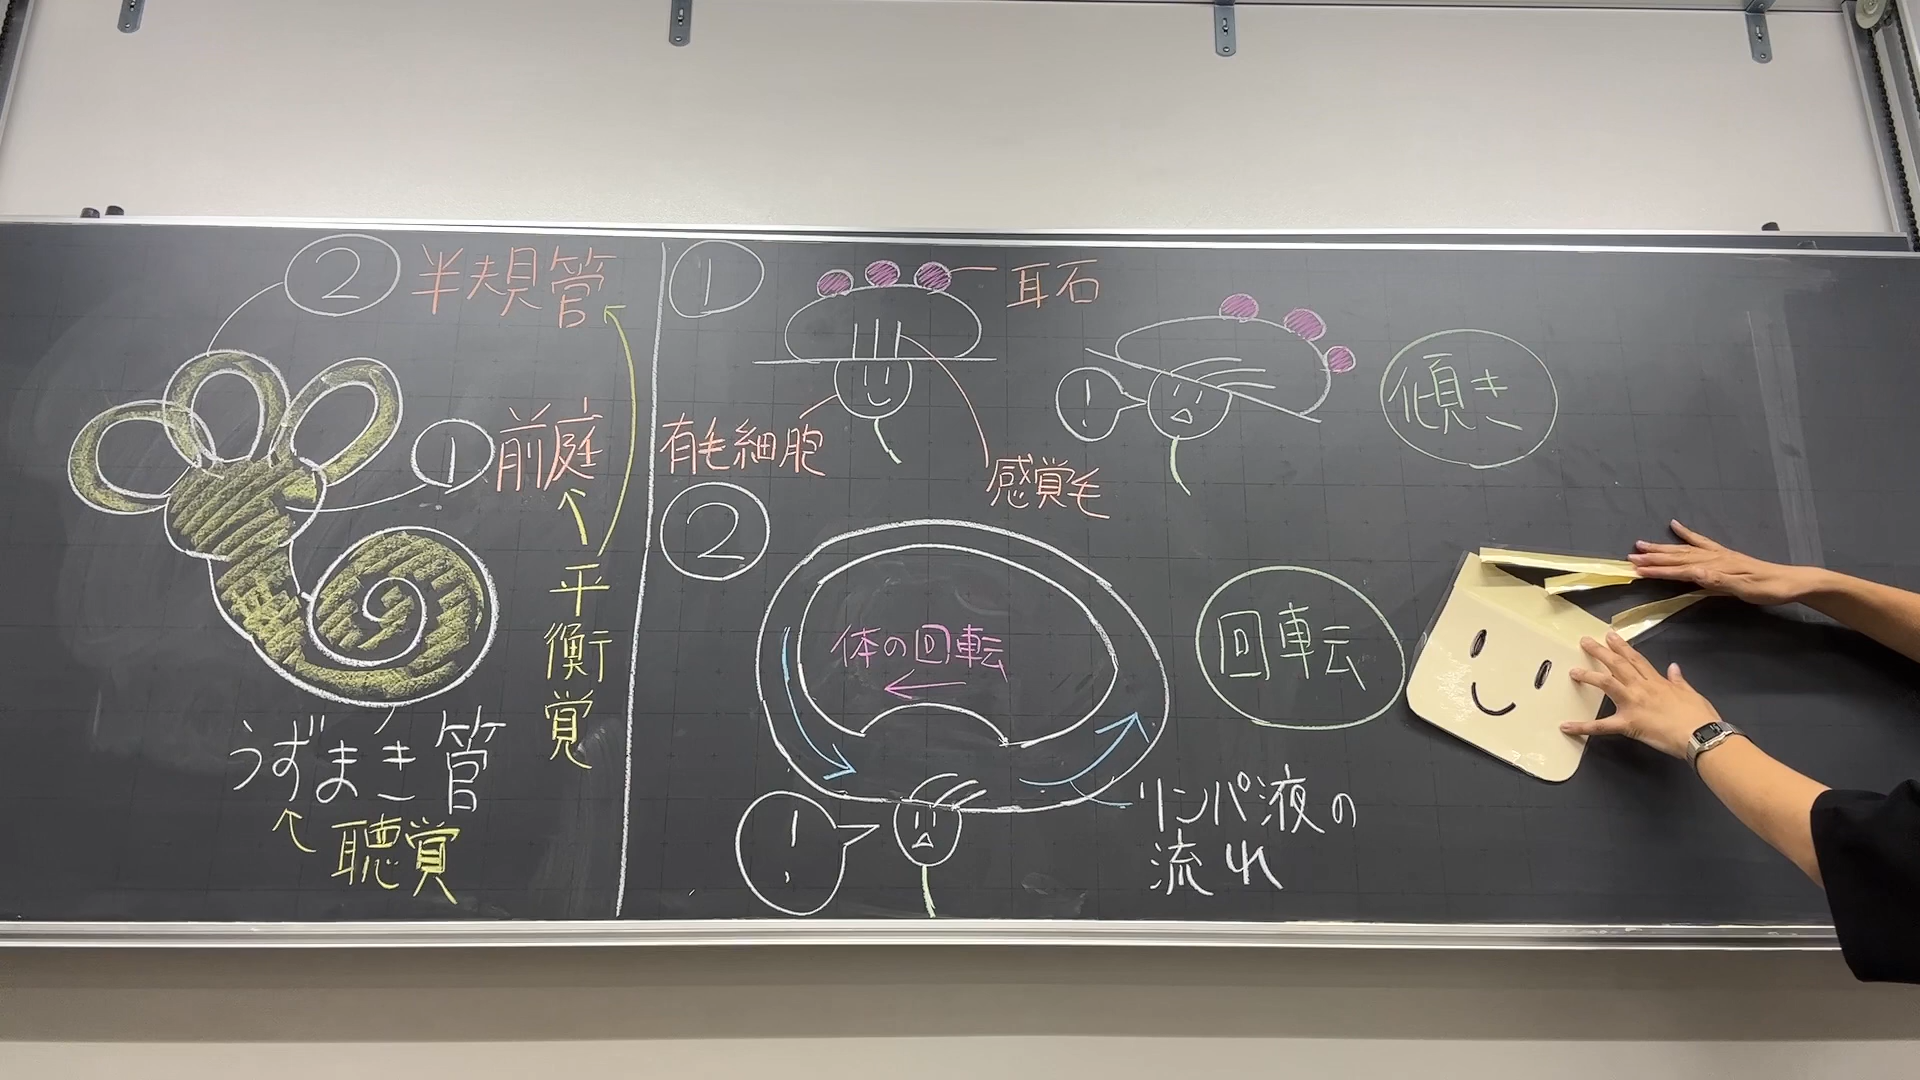 ② 半規管
① 前庭
平衡覚
うずまき管
聴覚
①
耳石
有毛細胞
感覚毛
!
傾き
②
体の回転
回転
!
リンパ液の
流れ